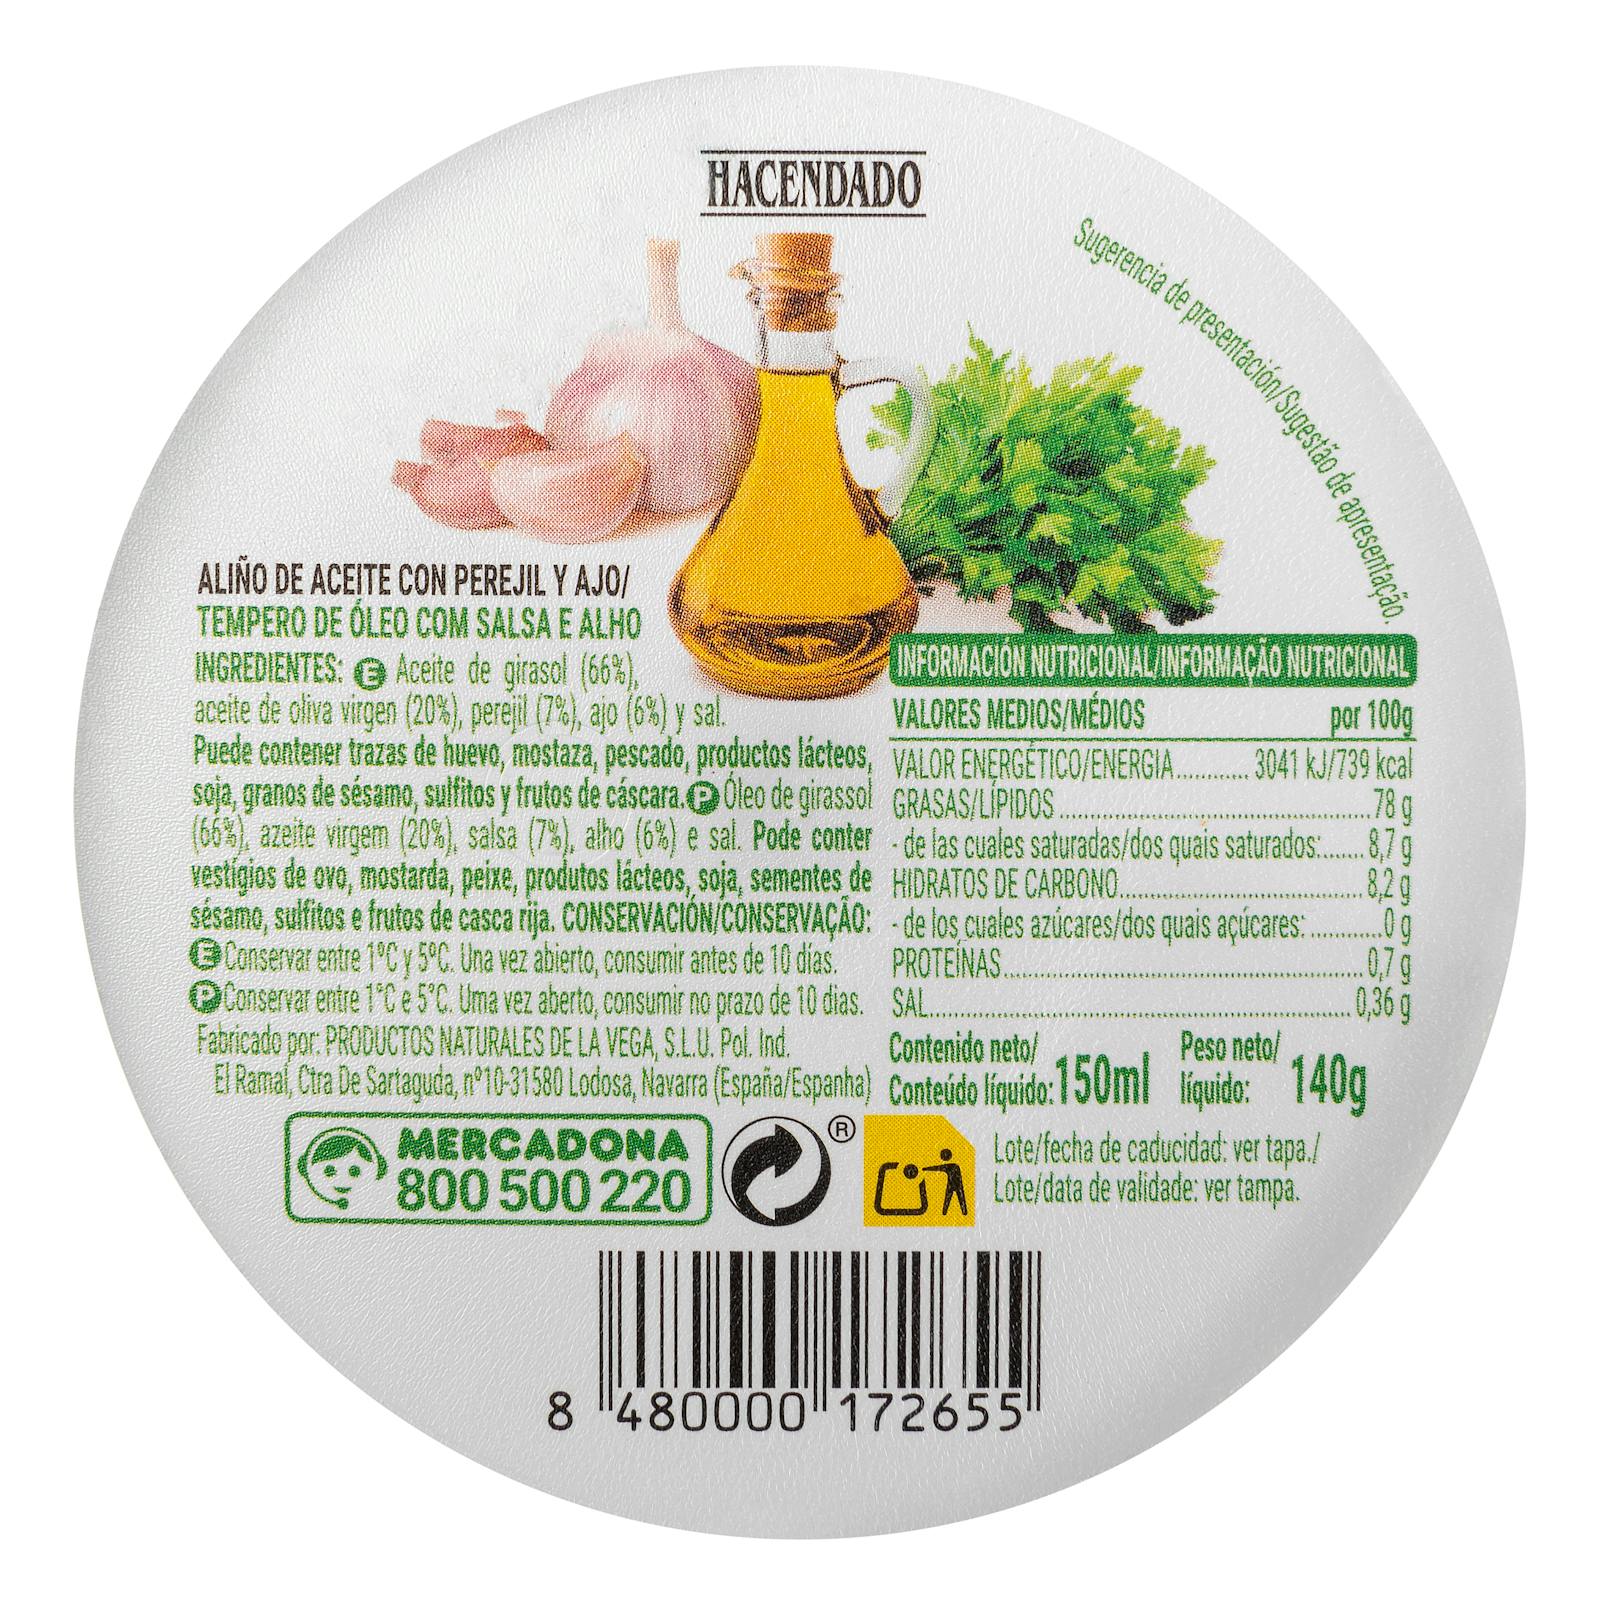 HACENDADO
Sugerencia de presentación/Sugestão de apresentação.
ALIÑO DE ACEITE CON PEREJIL Y AJO/
TEMPERO DE ÓLEO COM SALSA E ALHO
INGREDIENTES: E Aceite de girasol (66%),
aceite de oliva virgen (20%), perejil (7%), ajo (6%) y sal.
Puede contener trazas de huevo, mostaza, pescado, productos lácteos,
soja, granos de sésamo, sulfitos y frutos de cáscara. P Óleo de girassol
(66%), azeite virgem (20%), salsa (7%), alho (6%) e sal. Pode conter
vestígios de ovo, mostarda, peixe, produtos lácteos, soja, sementes de
sésamo, sulfitos e frutos de casca rija. CONSERVACIÓN/CONSERVAÇÃO:
E Conservar entre 1ºC y 5ºC. Una vez abierto, consumir antes de 10 días.
P Conservar entre 1°C e 5°C. Uma vez aberto, consumir no prazo de 10 dias.
Fabricado por: PRODUCTOS NATURALES DE LA VEGA, S.L.U. Pol. Ind.
El Ramal, Ctra De Sartaguda, nº10-31580 Lodosa, Navarra (España/Espanha)
INFORMACIÓN NUTRICIONAL/INFORMAÇÃO NUTRICIONAL
VALORES MEDIOS/MÉDIOS por 100g
VALOR ENERGÉTICO/ENERGIA............ 3041 kJ/739 kcal
GRASAS/LÍPIDOS............78 g
- de las cuales saturadas/dos quais saturados:....... 8,7 g
HIDRATOS DE CARBONO............ 8,2 g
- de los cuales azúcares/dos quais açúcares: ............0 g
PROTEÍNAS............ 0,7 g
SAL............ 0,36 g
Contenido neto/
Conteúdo líquido: 150ml
Peso neto/
líquido: 140g
MERCADONA
800 500 220
®
Lote/fecha de caducidad: ver tapa./
Lote/data de validade: ver tampa.
8 480000 172655